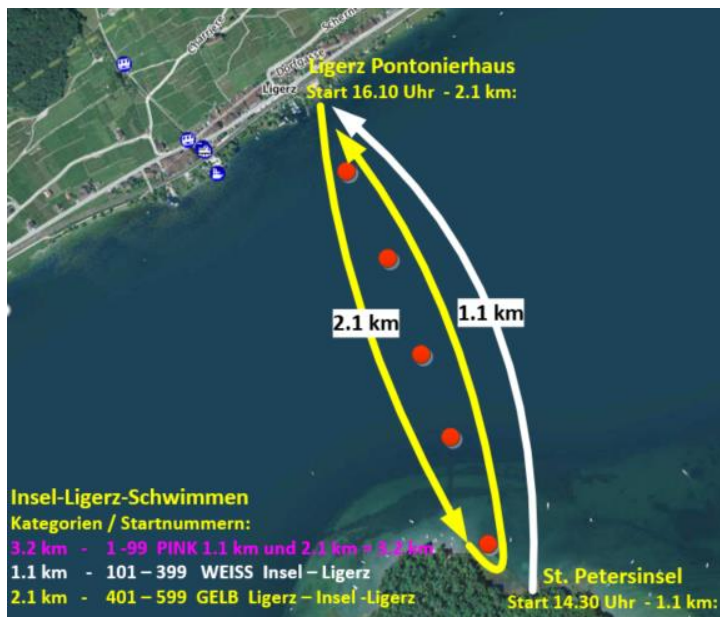 Charriese
Schern
Dorfgasse
Ligerz
Ligerz Pontonierhaus
Start 16.10 Uhr - 2.1 km:
2.1 km
1.1 km
Insel-Ligerz-Schwimmen
Kategorien / Startnummern:
3.2 km - 1 -99 PINK 1.1 km und 2.1 km = 3.2 km
1.1 km - 101 – 399 WEISS Insel – Ligerz
2.1 km - 401 – 599 GELB Ligerz – Insel -Ligerz
St. Petersinsel
Start 14.30 Uhr - 1.1 km: